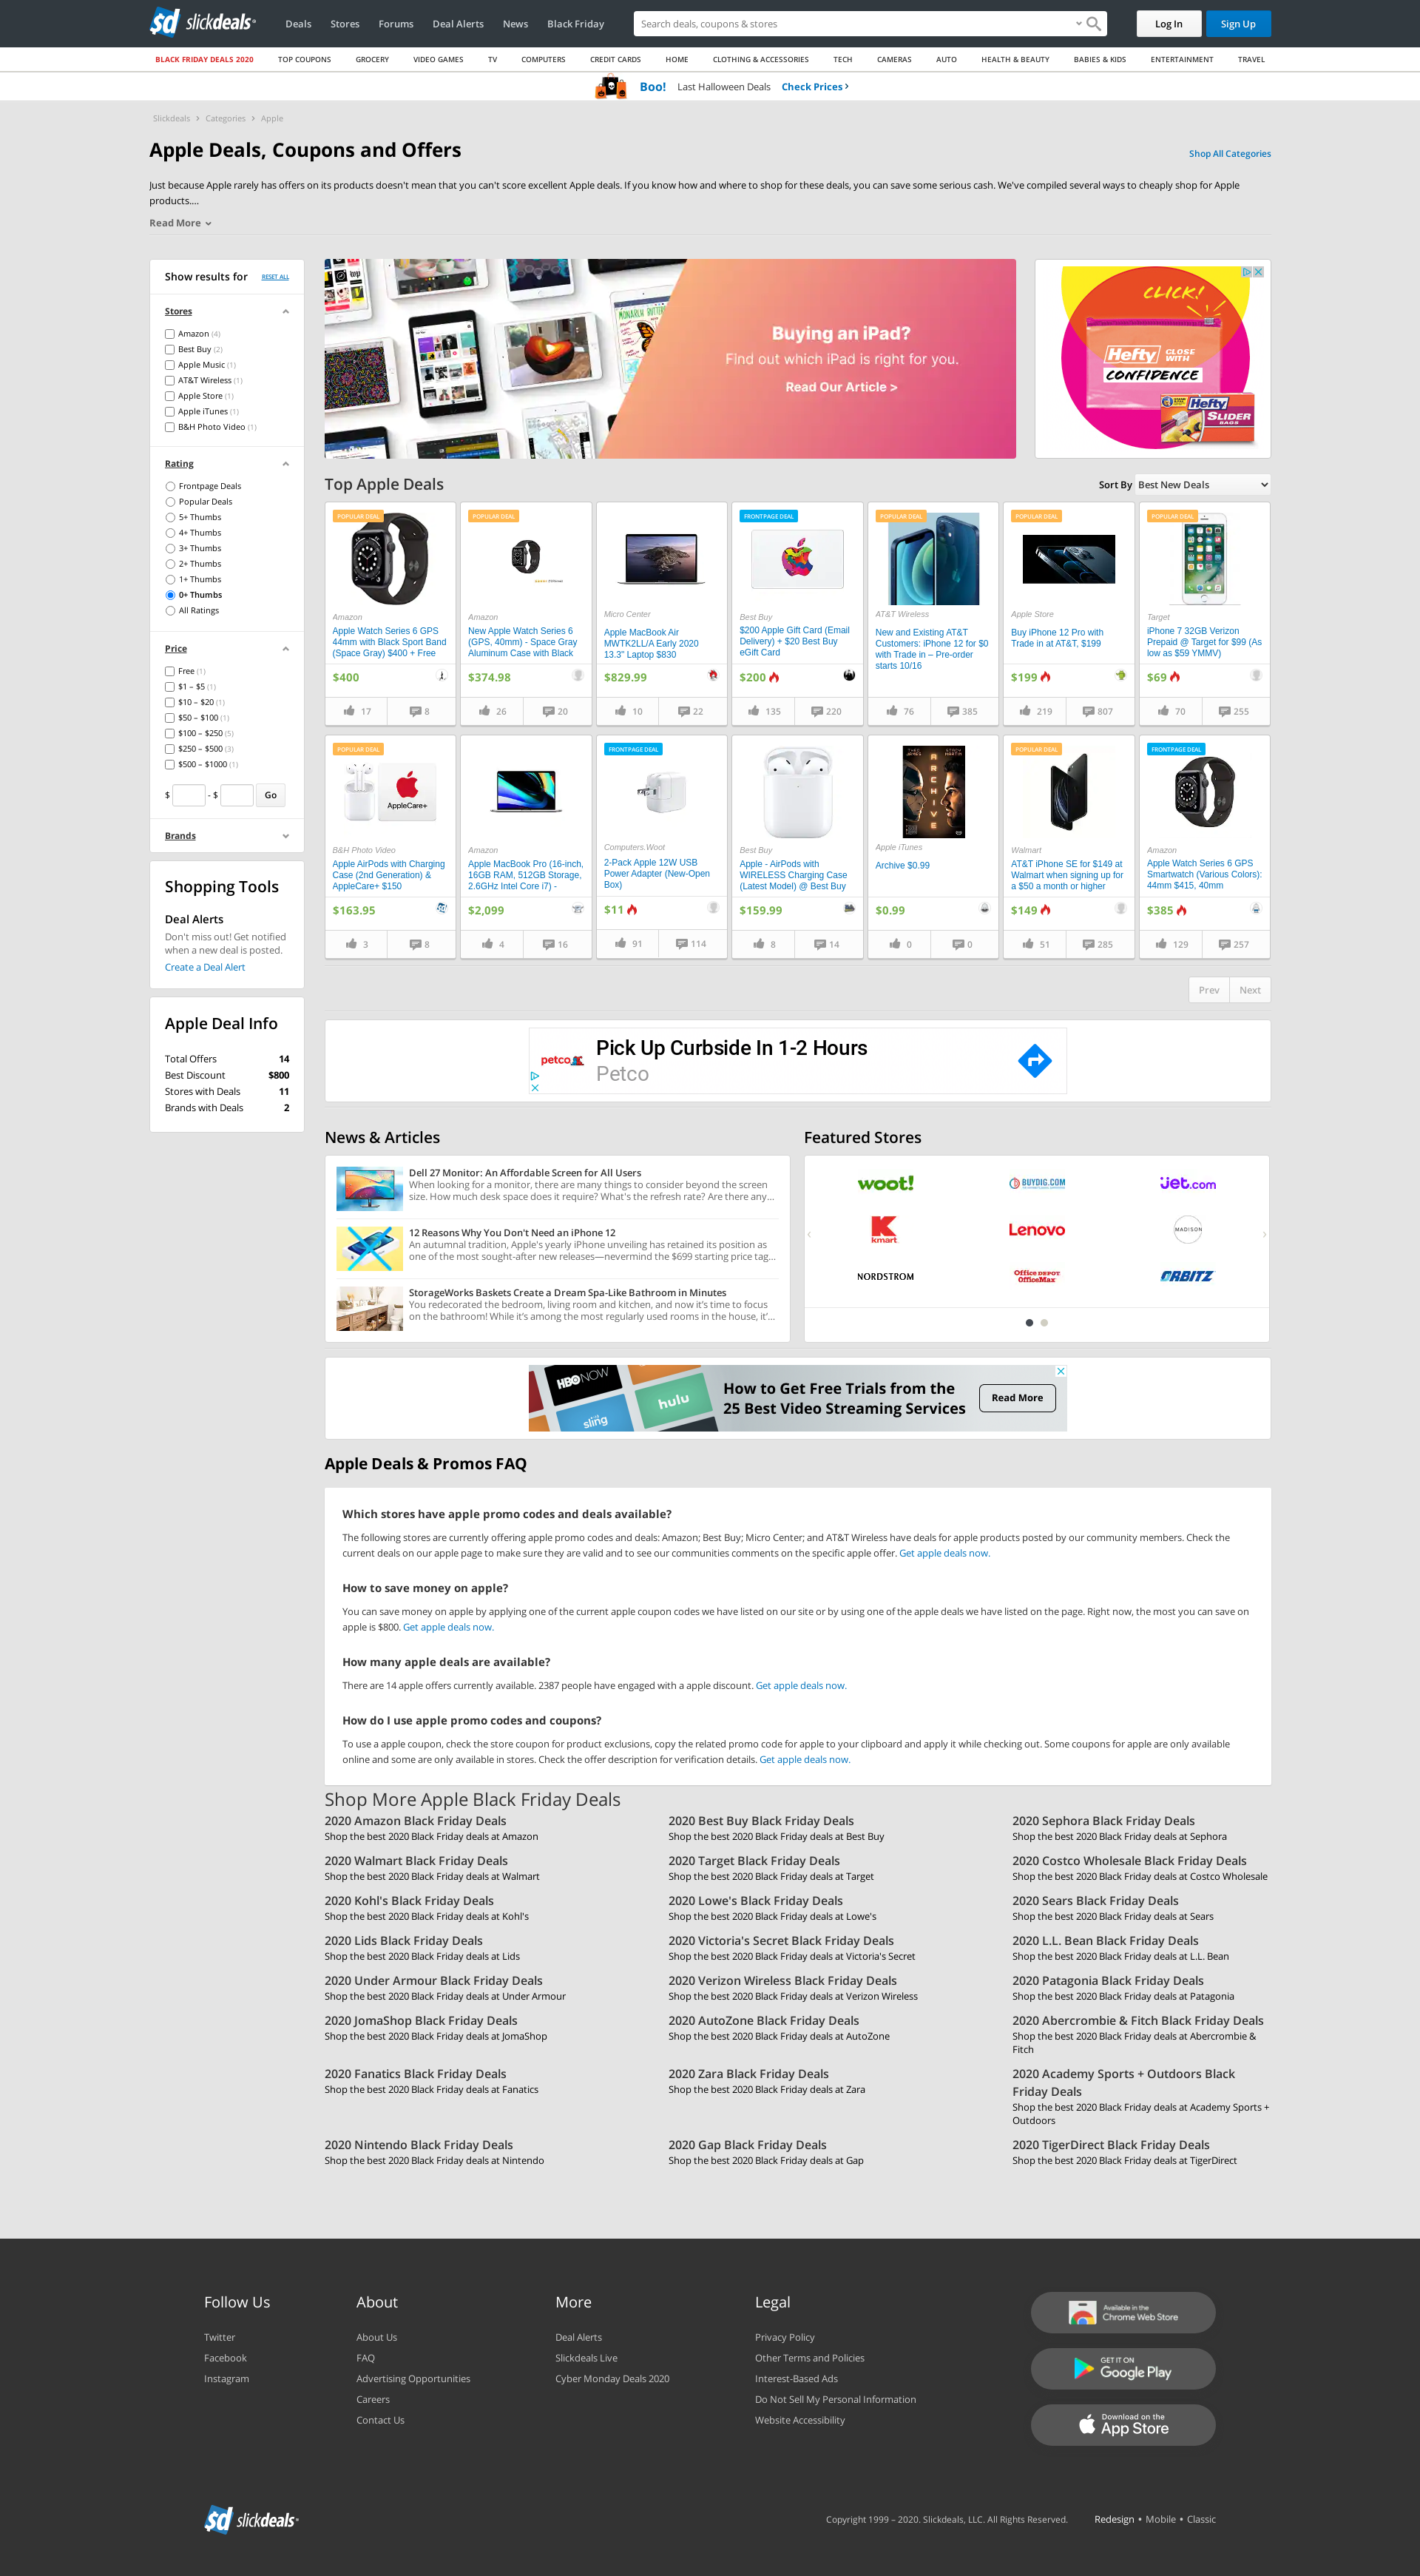 sd slickdeals
Deals
Stores
Forums
Deal Alerts
News
Black Friday
Search deals, coupons & stores
Log In
Sign Up
BLACK FRIDAY DEALS 2020
TOP COUPONS
GROCERY
VIDEO GAMES
TV
COMPUTERS
CREDIT CARDS
HOME
CLOTHING & ACCESSORIES
TECH
CAMERAS
AUTO
HEALTH & BEAUTY
BABIES & KIDS
ENTERTAINMENT
TRAVEL
Boo! Last Halloween Deals Check Prices ›
Slickdeals › Categories › Apple
Apple Deals, Coupons and Offers
Shop All Categories
Just because Apple rarely has offers on its products doesn't mean that you can't score excellent Apple deals. If you know how and where to shop for these deals, you can save some serious cash. We've compiled several ways to cheaply shop for Apple
products....
Read More
Show results for
RESET ALL
Stores
Amazon (4)
Best Buy (2)
Apple Music (1)
AT&T Wireless (1)
Apple Store (1)
Apple iTunes (1)
B&H Photo Video (1)
Rating
Frontpage Deals
Popular Deals
5+ Thumbs
4+ Thumbs
3+ Thumbs
2+ Thumbs
1+ Thumbs
0+ Thumbs
All Ratings
Price
Free (1)
$1 – $5 (1)
$10 – $20 (1)
$50 – $100 (1)
$100 – $250 (5)
$250 – $500 (3)
$500 – $1000 (1)
$ - $ Go
Brands
Shopping Tools
Deal Alerts
Don't miss out! Get notified
when a new deal is posted.
Create a Deal Alert
Apple Deal Info
Total Offers 14
Best Discount $800
Stores with Deals 11
Brands with Deals 2
Buying an iPad?
Find out which iPad is right for you.
Read Our Article >
CLICK!
Hefty CLOSE WITH CONFIDENCE
Hefty SLIDER BAGS
Top Apple Deals
Sort By Best New Deals
POPULAR DEAL
Amazon
Apple Watch Series 6 GPS
44mm with Black Sport Band
(Space Gray) $400 + Free
$400
17
8
POPULAR DEAL
Amazon
New Apple Watch Series 6
(GPS, 40mm) - Space Gray
Aluminum Case with Black
$374.98
26
20
Micro Center
Apple MacBook Air
MWTK2LL/A Early 2020
13.3" Laptop $830
$829.99
10
22
FRONTPAGE DEAL
Best Buy
$200 Apple Gift Card (Email
Delivery) + $20 Best Buy
eGift Card
$200
135
220
POPULAR DEAL
AT&T Wireless
New and Existing AT&T
Customers: iPhone 12 for $0
with Trade in – Pre-order
starts 10/16
76
385
POPULAR DEAL
Apple Store
Buy iPhone 12 Pro with
Trade in at AT&T, $199
$199
219
807
POPULAR DEAL
Target
iPhone 7 32GB Verizon
Prepaid @ Target for $99 (As
low as $59 YMMV)
$69
70
255
POPULAR DEAL
AppleCare+
B&H Photo Video
Apple AirPods with Charging
Case (2nd Generation) &
AppleCare+ $150
$163.95
3
8
Amazon
Apple MacBook Pro (16-inch,
16GB RAM, 512GB Storage,
2.6GHz Intel Core i7) -
$2,099
4
16
FRONTPAGE DEAL
Computers.Woot
2-Pack Apple 12W USB
Power Adapter (New-Open
Box)
$11
91
114
Best Buy
Apple - AirPods with
WIRELESS Charging Case
(Latest Model) @ Best Buy
$159.99
8
14
ARCHIVE
Apple iTunes
Archive $0.99
$0.99
0
0
POPULAR DEAL
Walmart
AT&T iPhone SE for $149 at
Walmart when signing up for
a $50 a month or higher
$149
51
285
FRONTPAGE DEAL
Amazon
Apple Watch Series 6 GPS
Smartwatch (Various Colors):
44mm $415, 40mm
$385
129
257
Prev
Next
petco
Pick Up Curbside In 1-2 Hours
Petco
News & Articles
Dell 27 Monitor: An Affordable Screen for All Users
When looking for a monitor, there are many things to consider beyond the screen
size. How much desk space does it require? What's the refresh rate? Are there any...
12 Reasons Why You Don't Need an iPhone 12
An autumnal tradition, Apple's yearly iPhone unveiling has retained its position as
one of the most sought-after new releases—nevermind the $699 starting price tag...
StorageWorks Baskets Create a Dream Spa-Like Bathroom in Minutes
You redecorated the bedroom, living room and kitchen, and now it's time to focus
on the bathroom! While it's among the most regularly used rooms in the house, it'...
Featured Stores
woot!
BUYDIG.COM
Jet.com
Kmart
Lenovo
MADISON
NORDSTROM
Office DEPOT OfficeMax
ORBITZ
HBO NOW
sling
hulu
How to Get Free Trials from the
25 Best Video Streaming Services
Read More
Apple Deals & Promos FAQ
Which stores have apple promo codes and deals available?
The following stores are currently offering apple promo codes and deals: Amazon; Best Buy; Micro Center; and AT&T Wireless have deals for apple products posted by our community members. Check the
current deals on our apple page to make sure they are valid and to see our communities comments on the specific apple offer. Get apple deals now.
How to save money on apple?
You can save money on apple by applying one of the current apple coupon codes we have listed on our site or by using one of the apple deals we have listed on the page. Right now, the most you can save on
apple is $800. Get apple deals now.
How many apple deals are available?
There are 14 apple offers currently available. 2387 people have engaged with a apple discount. Get apple deals now.
How do I use apple promo codes and coupons?
To use a apple coupon, check the store coupon for product exclusions, copy the related promo code for apple to your clipboard and apply it while checking out. Some coupons for apple are only available
online and some are only available in stores. Check the offer description for verification details. Get apple deals now.
Shop More Apple Black Friday Deals
2020 Amazon Black Friday Deals
Shop the best 2020 Black Friday deals at Amazon
2020 Best Buy Black Friday Deals
Shop the best 2020 Black Friday deals at Best Buy
2020 Sephora Black Friday Deals
Shop the best 2020 Black Friday deals at Sephora
2020 Walmart Black Friday Deals
Shop the best 2020 Black Friday deals at Walmart
2020 Target Black Friday Deals
Shop the best 2020 Black Friday deals at Target
2020 Costco Wholesale Black Friday Deals
Shop the best 2020 Black Friday deals at Costco Wholesale
2020 Kohl's Black Friday Deals
Shop the best 2020 Black Friday deals at Kohl's
2020 Lowe's Black Friday Deals
Shop the best 2020 Black Friday deals at Lowe's
2020 Sears Black Friday Deals
Shop the best 2020 Black Friday deals at Sears
2020 Lids Black Friday Deals
Shop the best 2020 Black Friday deals at Lids
2020 Victoria's Secret Black Friday Deals
Shop the best 2020 Black Friday deals at Victoria's Secret
2020 L.L. Bean Black Friday Deals
Shop the best 2020 Black Friday deals at L.L. Bean
2020 Under Armour Black Friday Deals
Shop the best 2020 Black Friday deals at Under Armour
2020 Verizon Wireless Black Friday Deals
Shop the best 2020 Black Friday deals at Verizon Wireless
2020 Patagonia Black Friday Deals
Shop the best 2020 Black Friday deals at Patagonia
2020 JomaShop Black Friday Deals
Shop the best 2020 Black Friday deals at JomaShop
2020 AutoZone Black Friday Deals
Shop the best 2020 Black Friday deals at AutoZone
2020 Abercrombie & Fitch Black Friday Deals
Shop the best 2020 Black Friday deals at Abercrombie &
Fitch
2020 Fanatics Black Friday Deals
Shop the best 2020 Black Friday deals at Fanatics
2020 Zara Black Friday Deals
Shop the best 2020 Black Friday deals at Zara
2020 Academy Sports + Outdoors Black
Friday Deals
Shop the best 2020 Black Friday deals at Academy Sports +
Outdoors
2020 Nintendo Black Friday Deals
Shop the best 2020 Black Friday deals at Nintendo
2020 Gap Black Friday Deals
Shop the best 2020 Black Friday deals at Gap
2020 TigerDirect Black Friday Deals
Shop the best 2020 Black Friday deals at TigerDirect
Follow Us
Twitter
Facebook
Instagram
About
About Us
FAQ
Advertising Opportunities
Careers
Contact Us
More
Deal Alerts
Slickdeals Live
Cyber Monday Deals 2020
Legal
Privacy Policy
Other Terms and Policies
Interest-Based Ads
Do Not Sell My Personal Information
Website Accessibility
Available in the
Chrome Web Store
GET IT ON
Google Play
Download on the
App Store
sd slickdeals
Copyright 1999 – 2020. Slickdeals, LLC. All Rights Reserved.
Redesign • Mobile • Classic